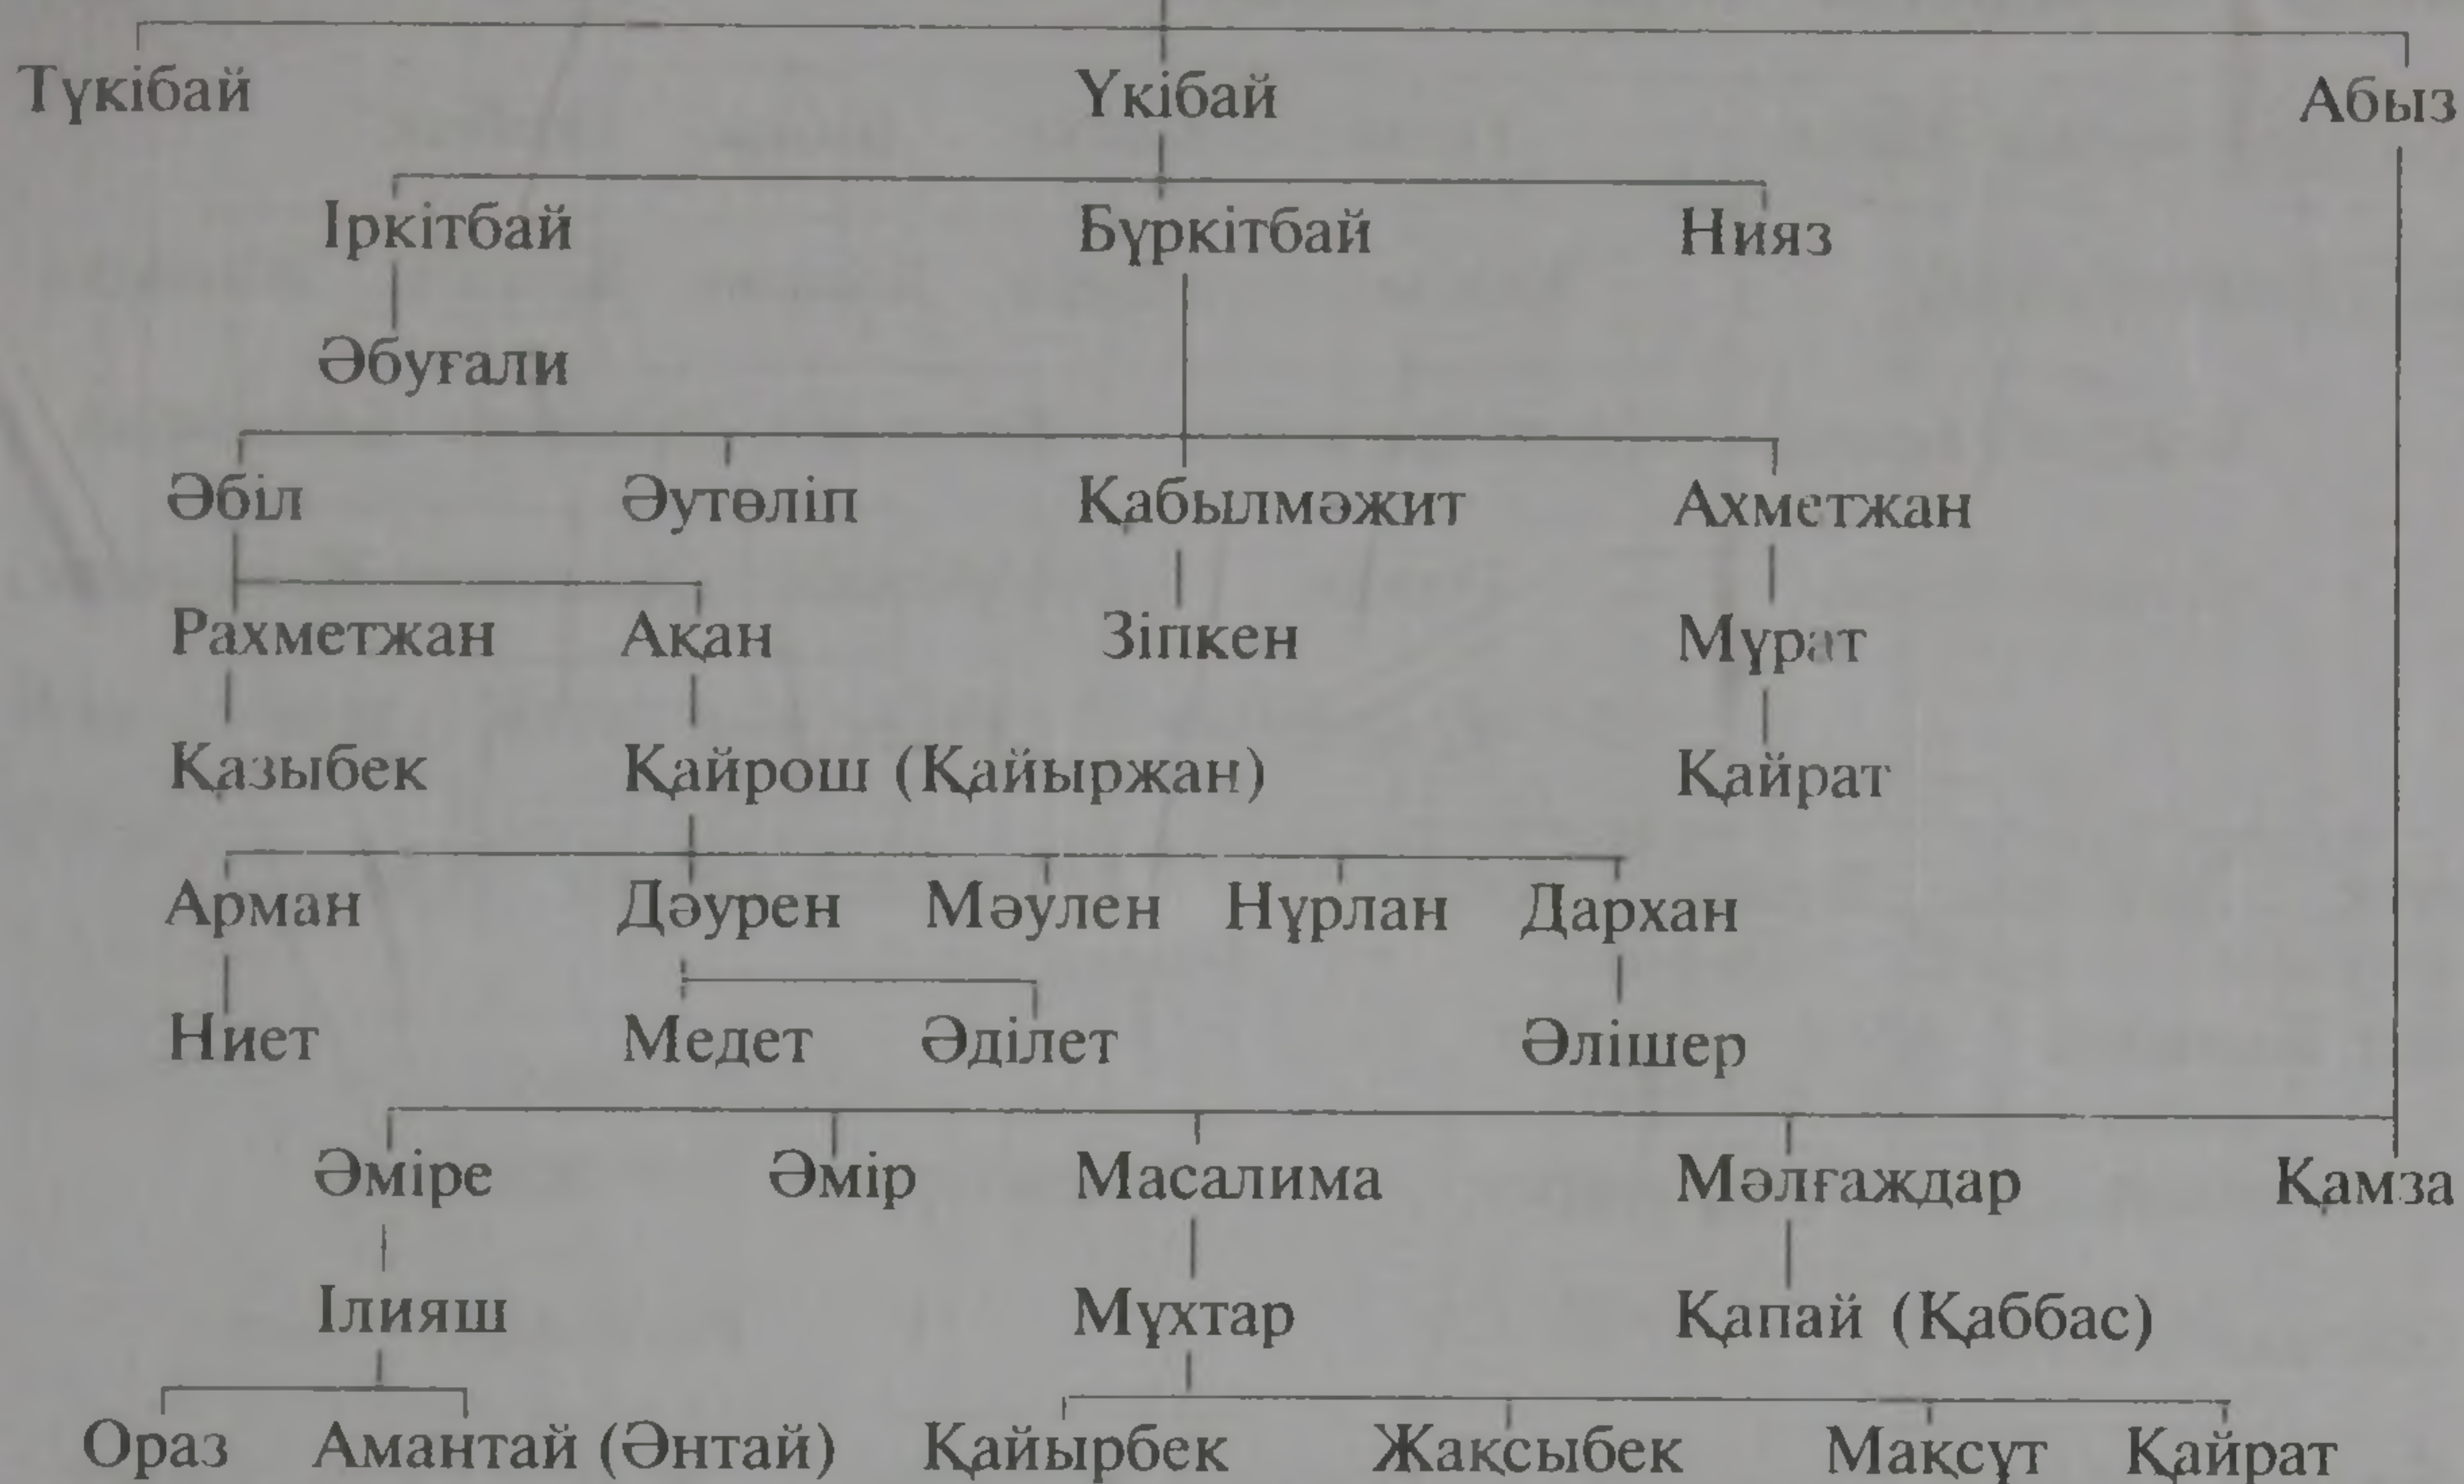 Түкібай Үкібай Абыз
Іркітбай Бүркітбай Нияз
Әбуғали
Әбіл Әутөліп Қабылмәжит Ахметжан
Рахметжан Ақан Зіпкен Мұрат
Қазыбек Қайрош (Қайыржан) Қайрат
Арман Дәурен Мәулен Нұрлан Дархан
Ниет Медет Әділет Әлішер
Әміре Әмір Масалима Мәлғаждар Қамза
Ілияш Мұхтар Қапай (Қаббас)
Ораз Амантай (Әнтай) Қайырбек Жақсыбек Мақсұт Қайрат